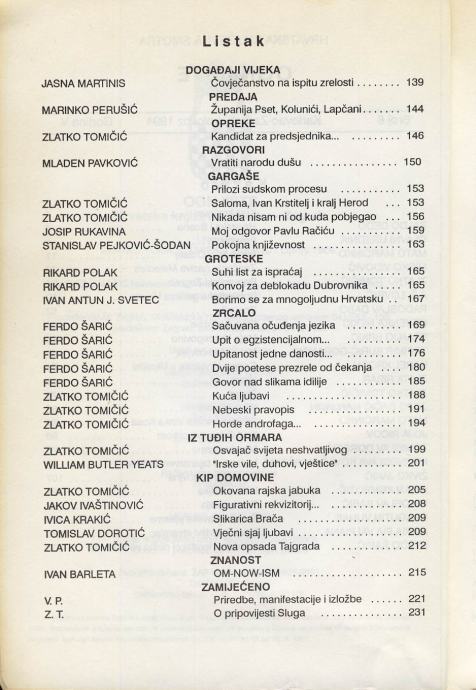 Listak
DOGAĐAJI VIJEKA
JASNA MARTINIS Čovječanstvo na ispitu zrelosti ........ 139
PREDAJA
MARINKO PERUŠIĆ Županija Pset, Kolunići, Lapčani....... 144
OPREKE
ZLATKO TOMIČIĆ Kandidat za predsjednika... .......... 146
RAZGOVORI
MLADEN PAVKOVIĆ Vratiti narodu dušu ............... 150
GARGAŠE
Prilozi sudskom procesu ........... 153
ZLATKO TOMIČIĆ Saloma, Ivan Krstitelj i kralj Herod ... 153
ZLATKO TOMIČIĆ Nikada nisam ni od kuda pobjegao ... 156
JOSIP RUKAVINA Moj odgovor Pavlu Račiću ........... 159
STANISLAV PEJKOVIĆ-ŠODAN Pokojna književnost ............... 163
GROTESKE
RIKARD POLAK Suhi list za ispraćaj ............... 165
RIKARD POLAK Konvoj za deblokadu Dubrovnika ..... 165
IVAN ANTUN J. SVETEC Borimo se za mnogoljudnu Hrvatsku .. 167
ZRCALO
FERDO ŠARIĆ Sačuvana očuđenja jezika .......... 169
FERDO ŠARIĆ Upit o egzistencijalnom... ........... 174
FERDO ŠARIĆ Upitanost jedne danosti... ........... 176
FERDO ŠARIĆ Dvije poetese prezrele od čekanja .... 180
FERDO ŠARIĆ Govor nad slikama idilije ........... 185
ZLATKO TOMIČIĆ Kuća ljubavi .................. 188
ZLATKO TOMIČIĆ Nebeski pravopis ............... 191
ZLATKO TOMIČIĆ Horde androfaga... ............... 194
IZ TUĐIH ORMARA
ZLATKO TOMIČIĆ Osvajač svijeta neshvatljivog ......... 199
WILLIAM BUTLER YEATS "Irske vile, duhovi, vještice" .......... 201
KIP DOMOVINE
ZLATKO TOMIČIĆ Okovana rajska jabuka ............ 205
JAKOV IVAŠTINOVIĆ Figurativni rekvizitorij... ............ 208
IVICA KRAKIĆ Slikarica Brača ................. 209
TOMISLAV DOROTIĆ Vječni sjaj ljubavi ................ 209
ZLATKO TOMIČIĆ Nova opsada Tajgrada ............ 212
ZNANOST
IVAN BARLETA OM-NOW-ISM .................. 215
ZAMIJEĆENO
V. P. Priredbe, manifestacije i izložbe ...... 221
Z. T. O pripovijesti Sluga ............... 231